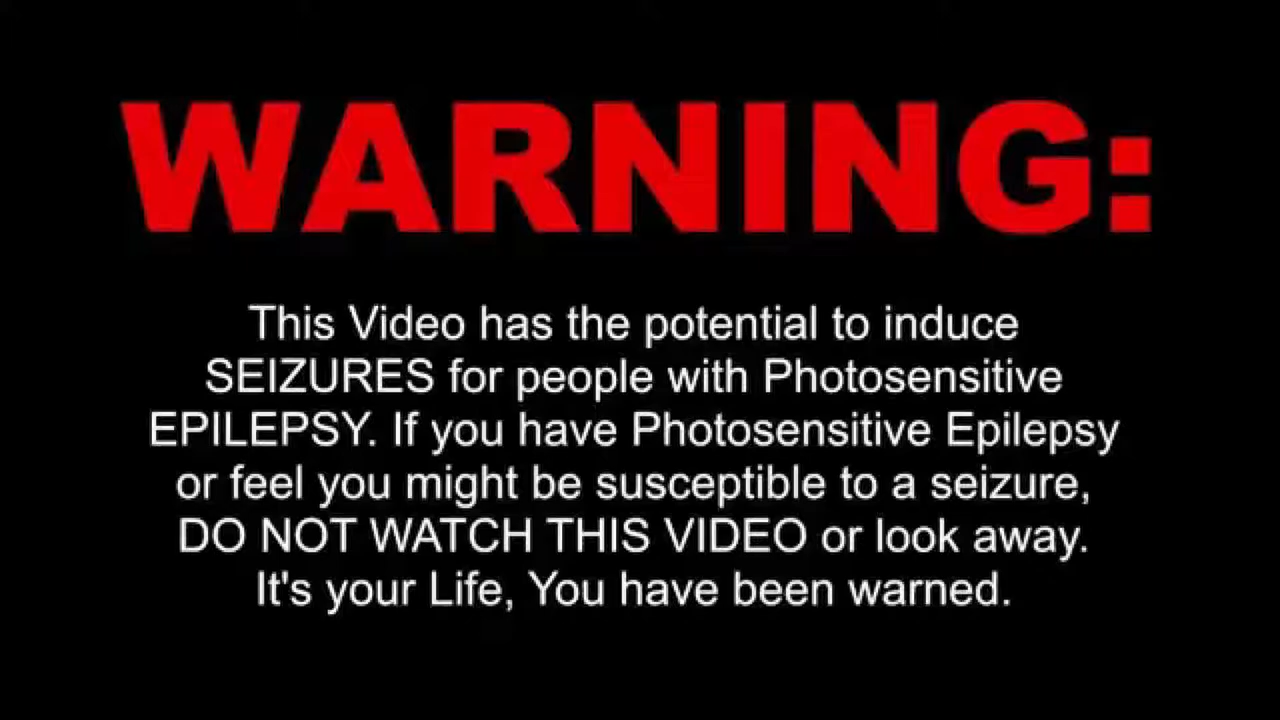 WARNING:
This Video has the potential to induce
SEIZURES for people with Photosensitive
EPILEPSY. If you have Photosensitive Epilepsy
or feel you might be susceptible to a seizure,
DO NOT WATCH THIS VIDEO or look away.
It's your Life, You have been warned.